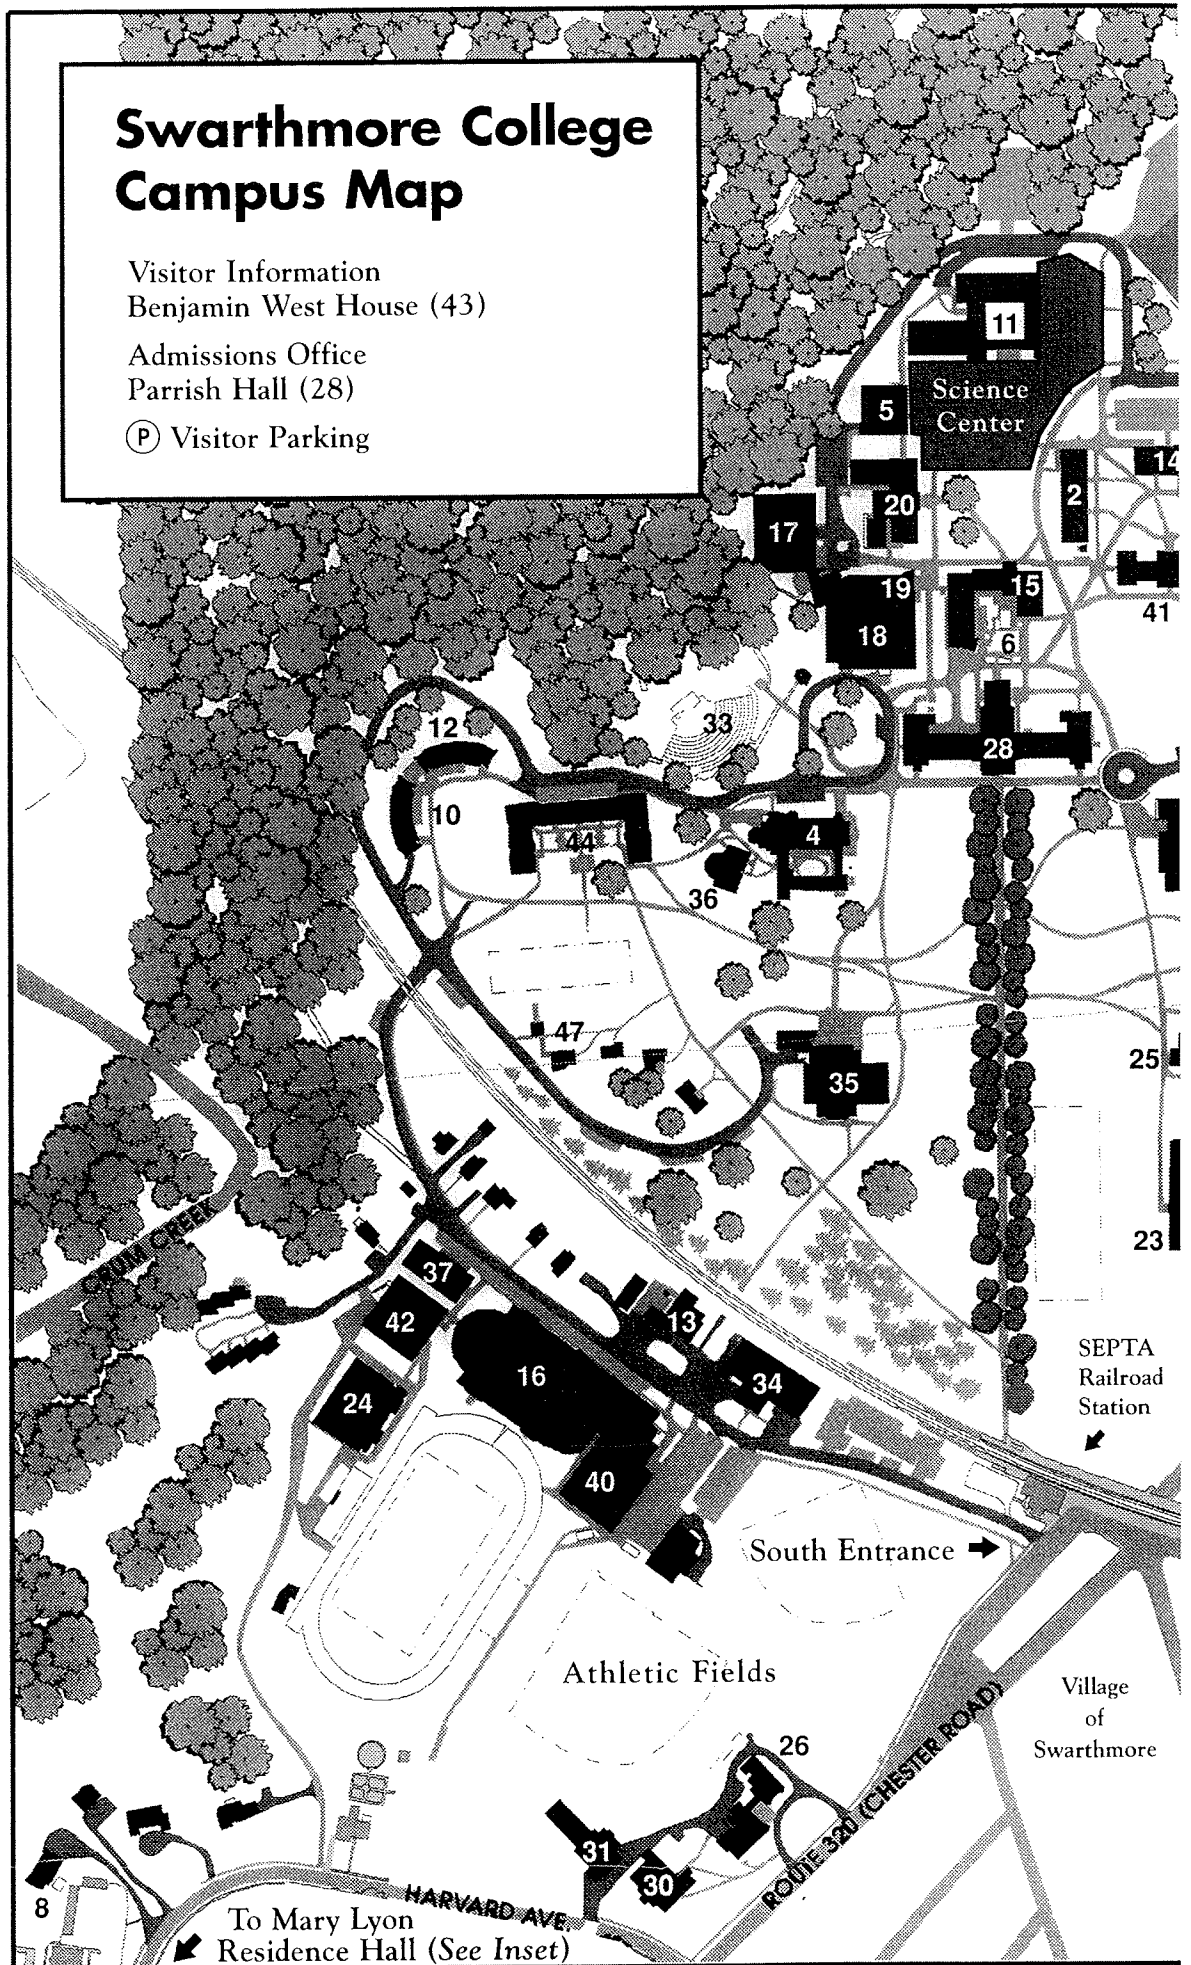 Swarthmore College
Campus Map
Visitor Information
Benjamin West House (43)
Admissions Office
Parrish Hall (28)
P Visitor Parking
11
Science
Center
5
14
2
20
17
19
15
41
18
6
33
12
28
10
44
4
36
47
25
35
CRUM CREEK
23
37
42
13
16
34
24
SEPTA
Railroad
Station
40
South Entrance
Athletic Fields
Village
of
Swarthmore
26
ROUTE 320 (CHESTER ROAD)
31
30
8
HARVARD AVE.
To Mary Lyon
Residence Hall (See Inset)